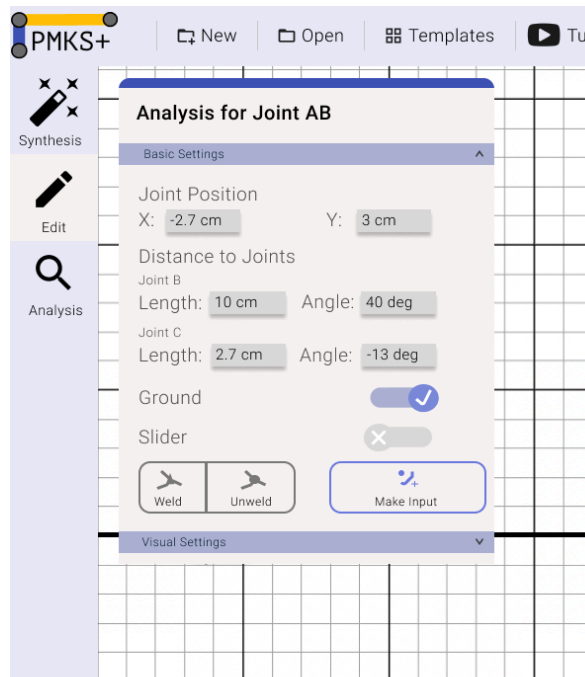 PMKS+
New
Open
Templates
Tu
Synthesis
Edit
Analysis
Analysis for Joint AB
Basic Settings
Joint Position
X: -2.7 cm Y: 3 cm
Distance to Joints
Joint B
Length: 10 cm Angle: 40 deg
Joint C
Length: 2.7 cm Angle: -13 deg
Ground
Slider
Weld Unweld Make Input
Visual Settings